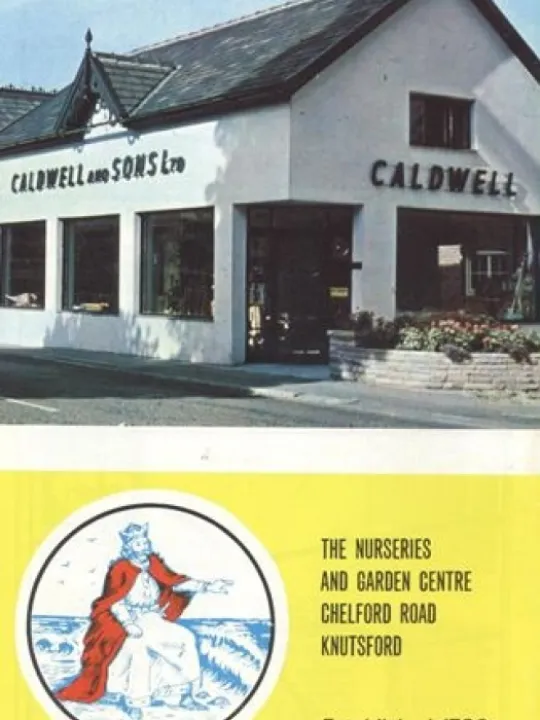 CALDWELL AND SONS LTD
CALDWELL
THE NURSERIES
AND GARDEN CENTRE
CHELFORD ROAD
KNUTSFORD